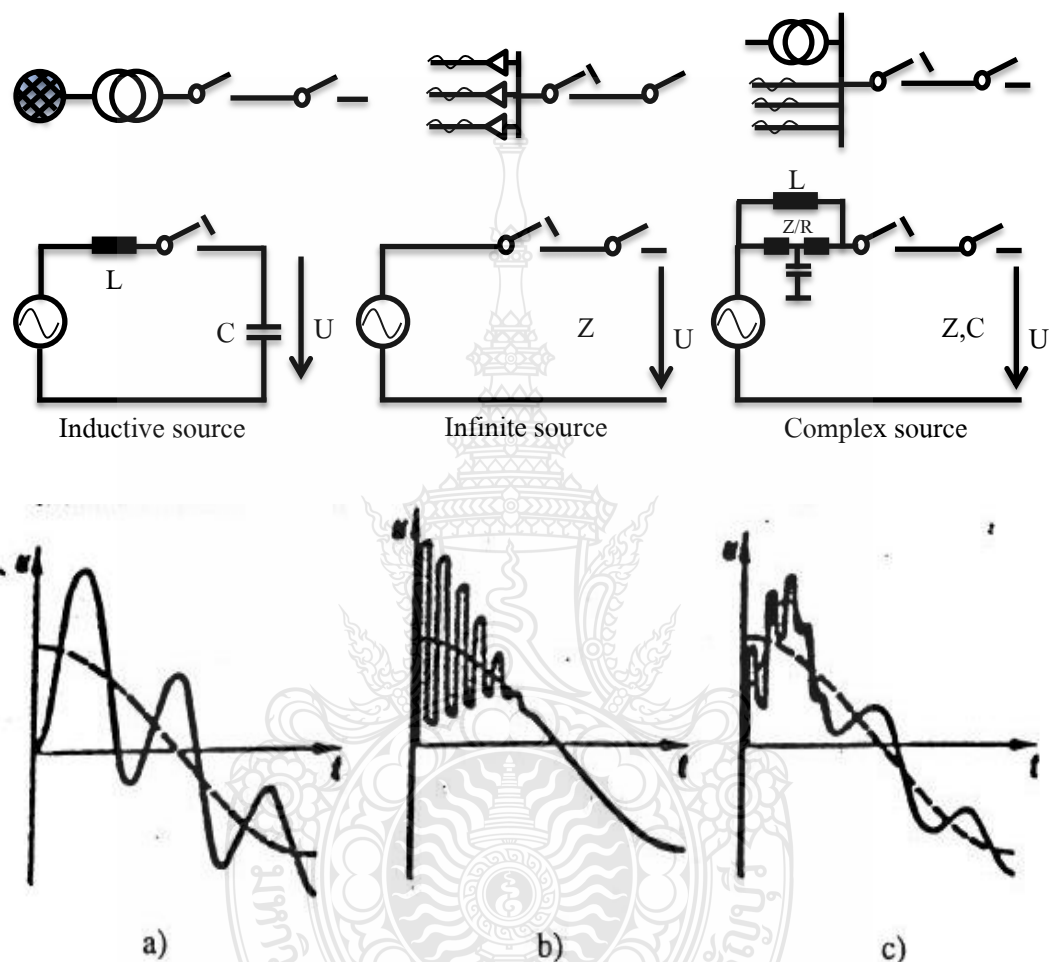 L
Z/R
L
C
U
Z
U
Z,C
U
Inductive source
Infinite source
Complex source
u
t
u
t
u
t
a)
b)
c)